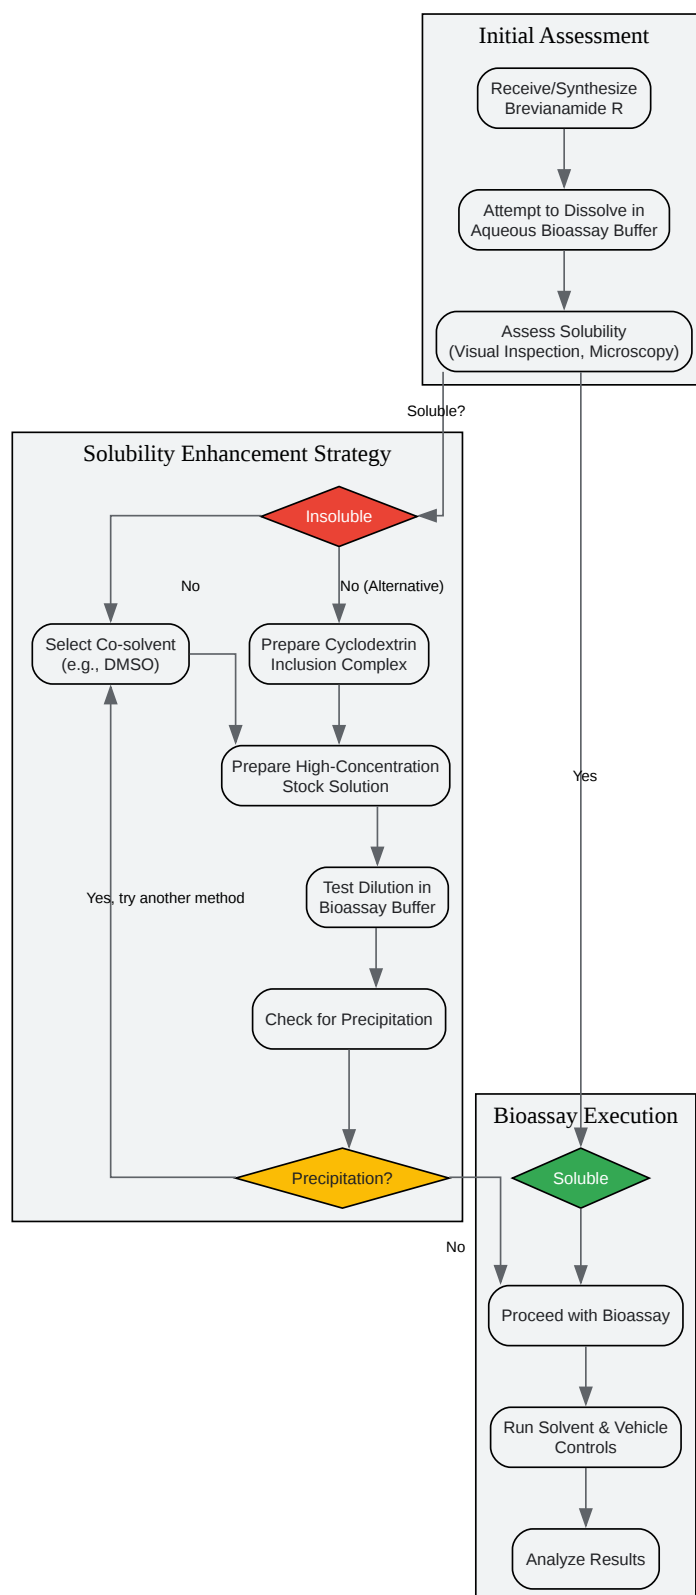 Initial Assessment
Receive/Synthesize
Brevianamide R
Attempt to Dissolve in
Aqueous Bioassay Buffer
Assess Solubility
(Visual Inspection, Microscopy)
Soluble?
Solubility Enhancement Strategy
Insoluble
No
No (Alternative)
Select Co-solvent
(e.g., DMSO)
Prepare Cyclodextrin
Inclusion Complex
Prepare High-Concentration
Stock Solution
Yes
Test Dilution in
Bioassay Buffer
Yes, try another method
Check for Precipitation
Precipitation?
No
Bioassay Execution
Soluble
Proceed with Bioassay
Run Solvent & Vehicle
Controls
Analyze Results